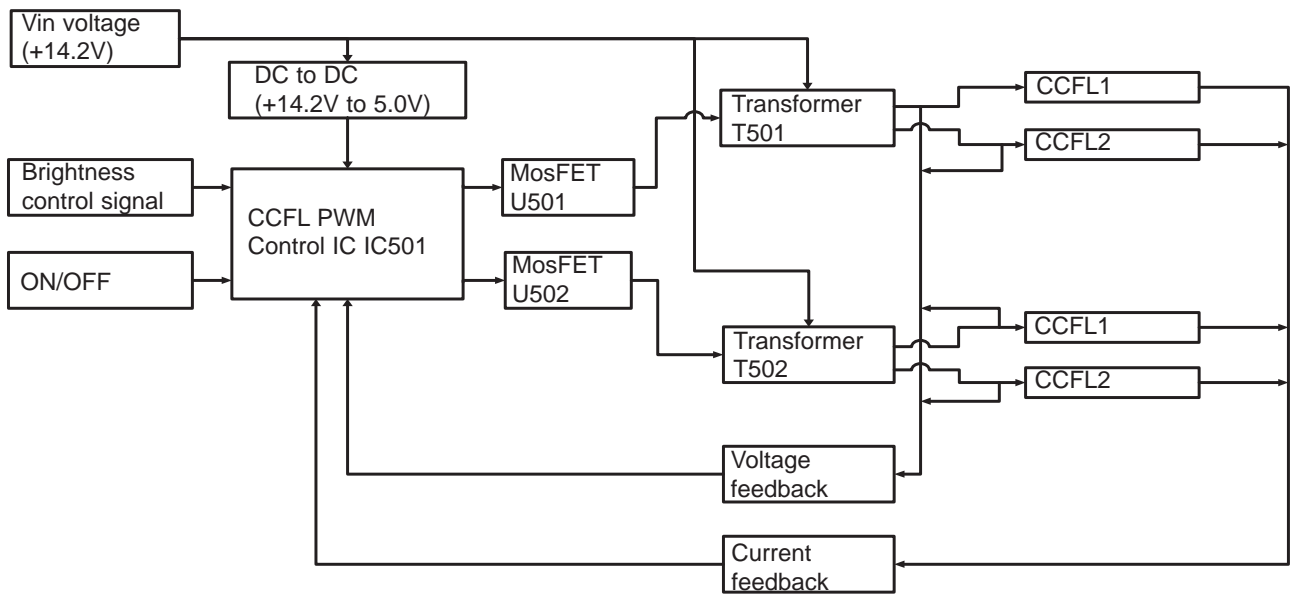 Vin voltage
(+14.2V)
DC to DC
(+14.2V to 5.0V)
Brightness
control signal
ON/OFF
CCFL PWM
Control IC IC501
MosFET
U501
MosFET
U502
Transformer
T501
Transformer
T502
CCFL1
CCFL2
CCFL1
CCFL2
Voltage
feedback
Current
feedback